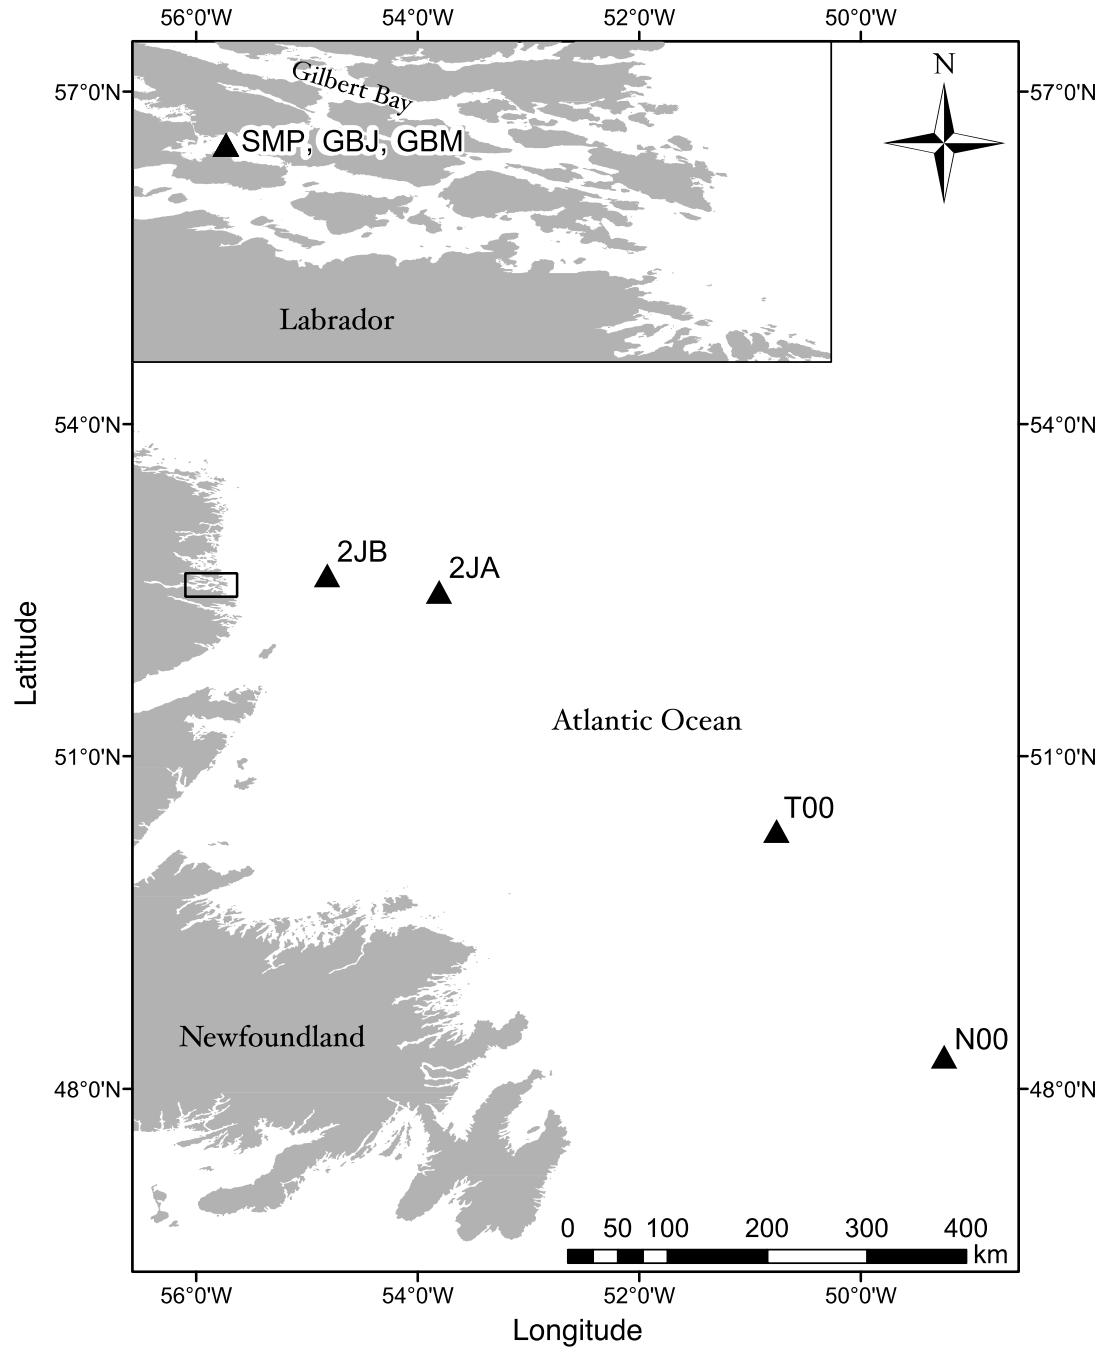 56°0'W 54°0'W 52°0'W 50°0'W
Gilbert Bay
N
57°0'N 57°0'N
SMP, GBJ, GBM
Labrador
54°0'N 54°0'N
2JB
2JA
Latitude
Atlantic Ocean
51°0'N 51°0'N
T00
Newfoundland
N00
48°0'N 48°0'N
0 50 100 200 300 400
km
56°0'W 54°0'W 52°0'W 50°0'W
Longitude